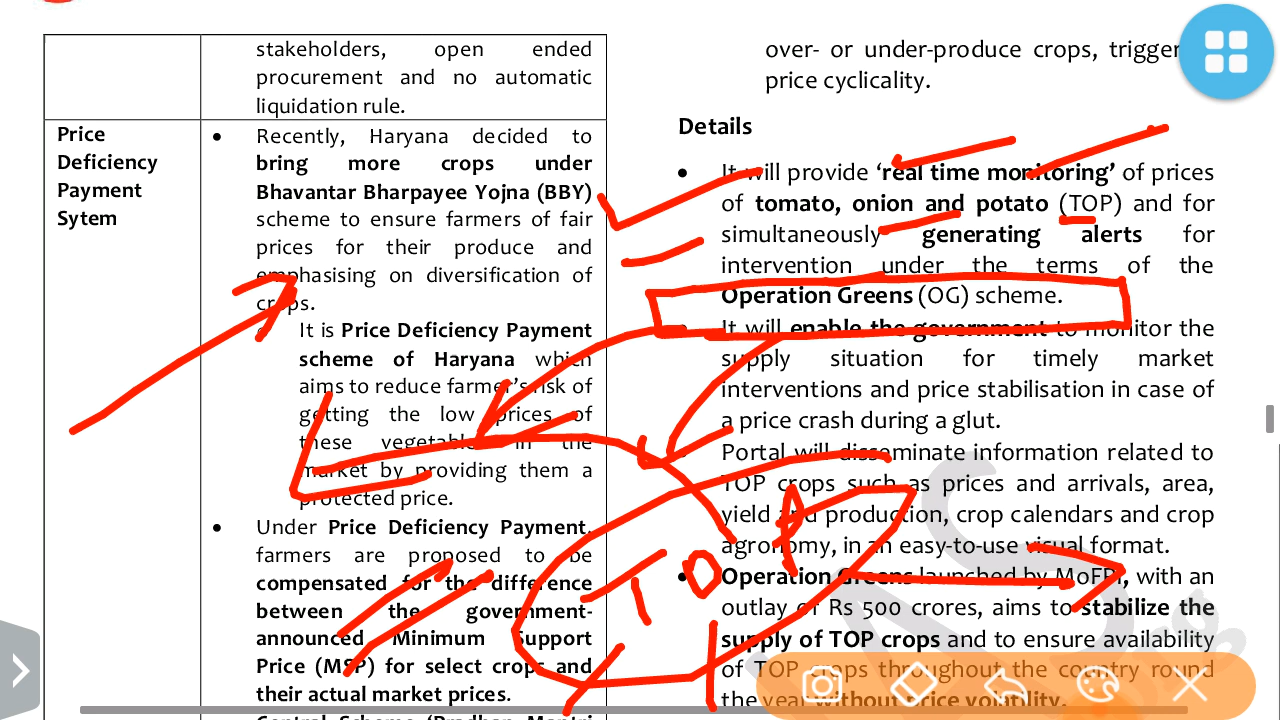 stakeholders, open ended
procurement and no automatic
liquidation rule.
Price
Deficiency
Payment
Sytem
• Recently, Haryana decided to
bring more crops under
Bhavantar Bharpayee Yojna (BBY)
scheme to ensure farmers of fair
prices for their produce and
emphasising on diversification of
crops.
o It is Price Deficiency Payment
scheme of Haryana which
aims to reduce farmer's risk of
getting the low prices of
these vegetables in the
market by providing them a
protected price.
• Under Price Deficiency Payment,
farmers are proposed to be
compensated for the difference
between the government-
announced Minimum Support
Price (MSP) for select crops and
their actual market prices.
Central Scheme 'Pradhan Mantri
over- or under-produce crops, trigger
price cyclicality.
Details
• It will provide 'real time monitoring' of prices
of tomato, onion and potato (TOP) and for
simultaneously generating alerts for
intervention under the terms of the
Operation Greens (OG) scheme.
• It will enable the government to monitor the
supply situation for timely market
interventions and price stabilisation in case of
a price crash during a glut.
Portal will disseminate information related to
TOP crops such as prices and arrivals, area,
yield and production, crop calendars and crop
agronomy, in an easy-to-use visual format.
• Operation Greens launched by MoFPI, with an
outlay of Rs 500 crores, aims to stabilize the
supply of TOP crops and to ensure availability
of TOP crops throughout the country round
the year without price volatility.
TOP